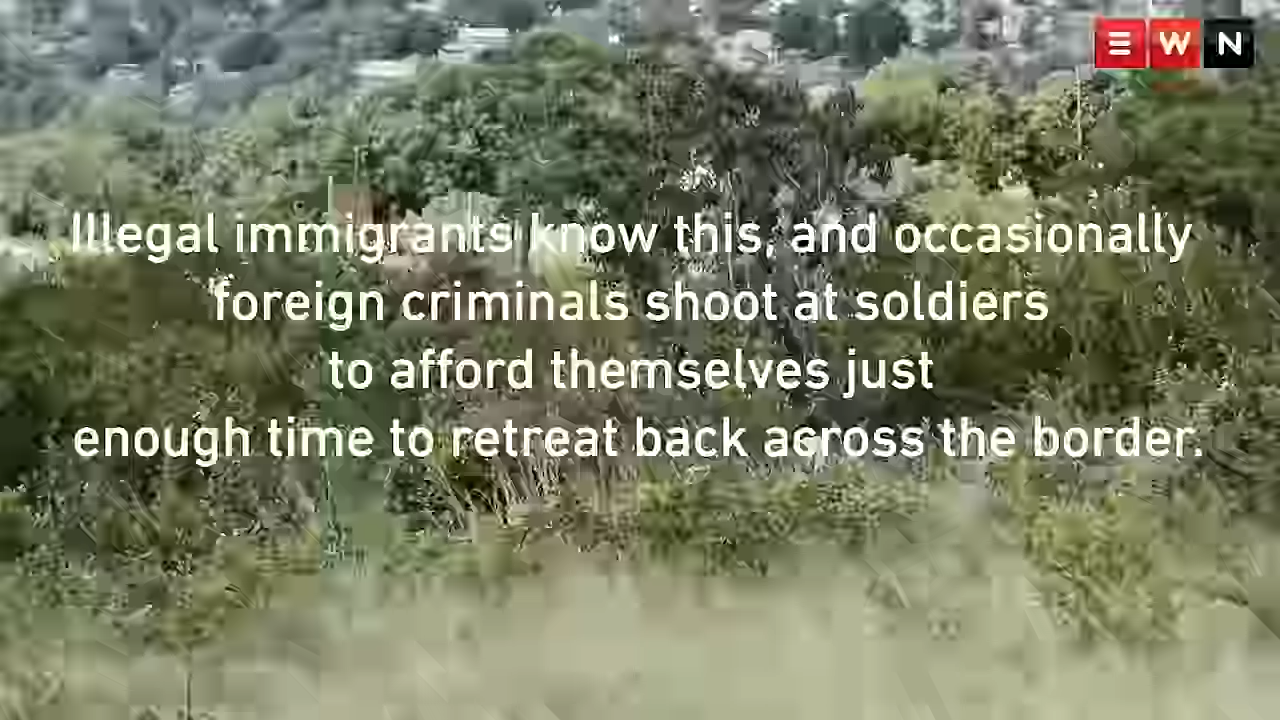 EWN
Illegal immigrants know this, and occasionally
foreign criminals shoot at soldiers
to afford themselves just
enough time to retreat back across the border.